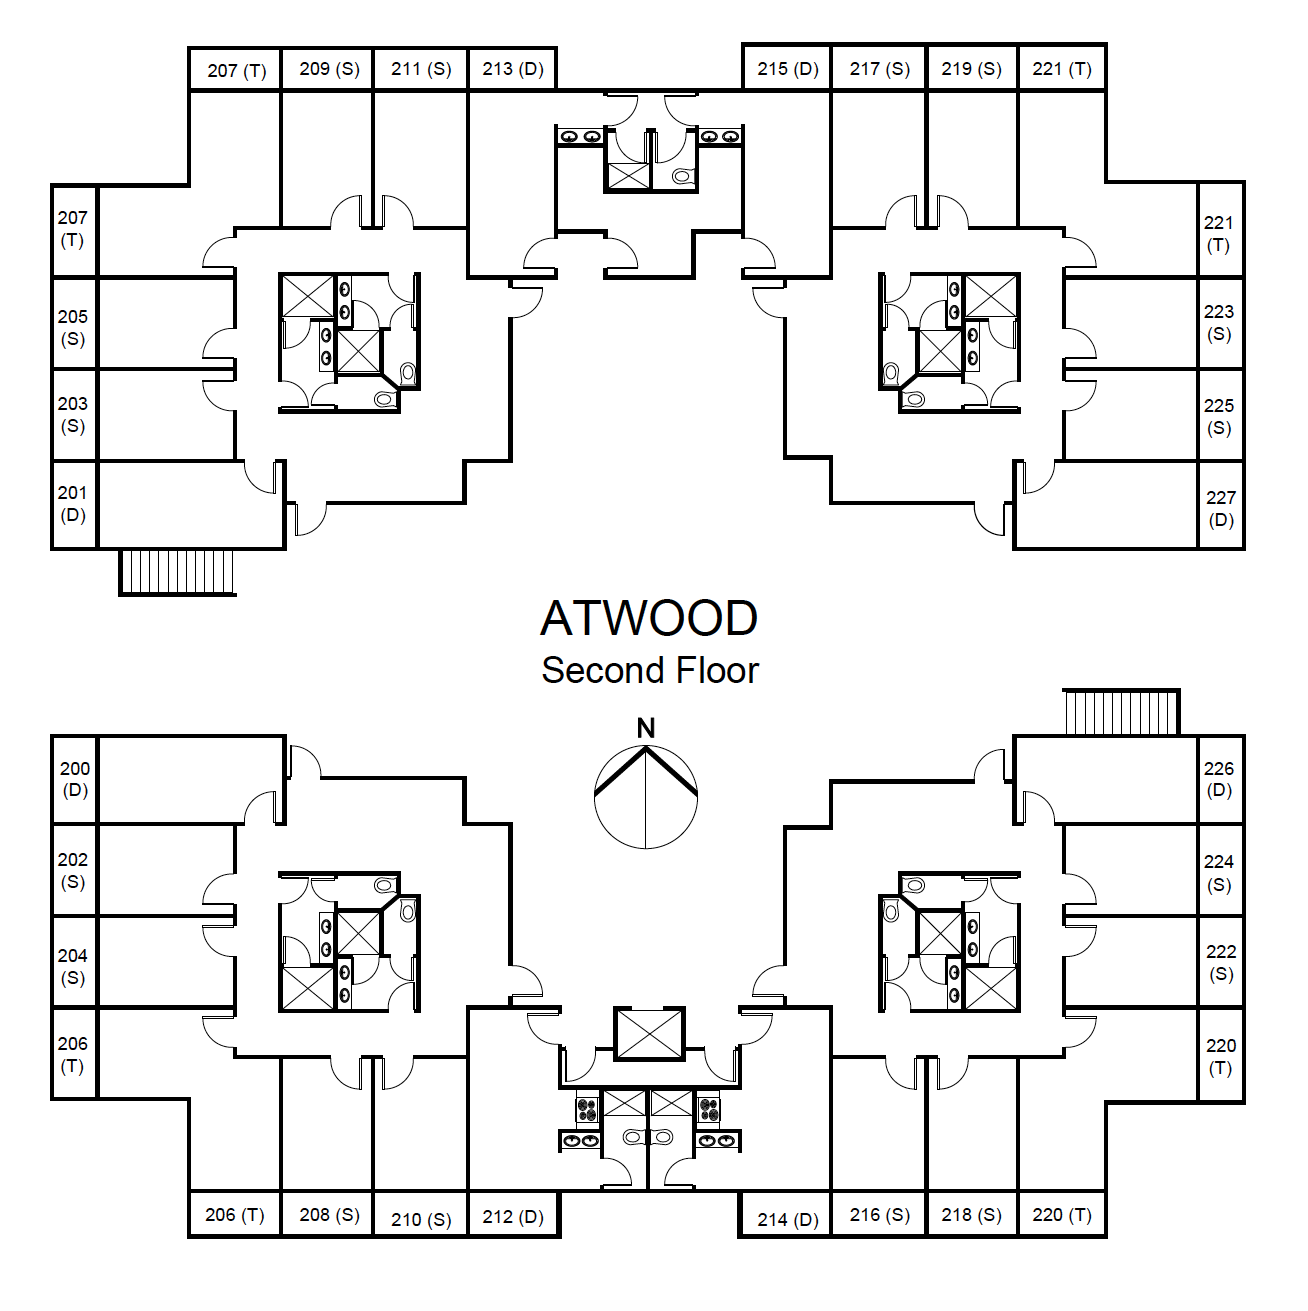 207 (T)
209 (S)
211 (S)
213 (D)
215 (D)
217 (S)
219 (S)
221 (T)
207
(T)
221
(T)
205
(S)
223
(S)
203
(S)
225
(S)
201
(D)
227
(D)
ATWOOD
Second Floor
N
200
(D)
226
(D)
202
(S)
224
(S)
204
(S)
222
(S)
206
(T)
220
(T)
206 (T)
208 (S)
210 (S)
212 (D)
214 (D)
216 (S)
218 (S)
220 (T)